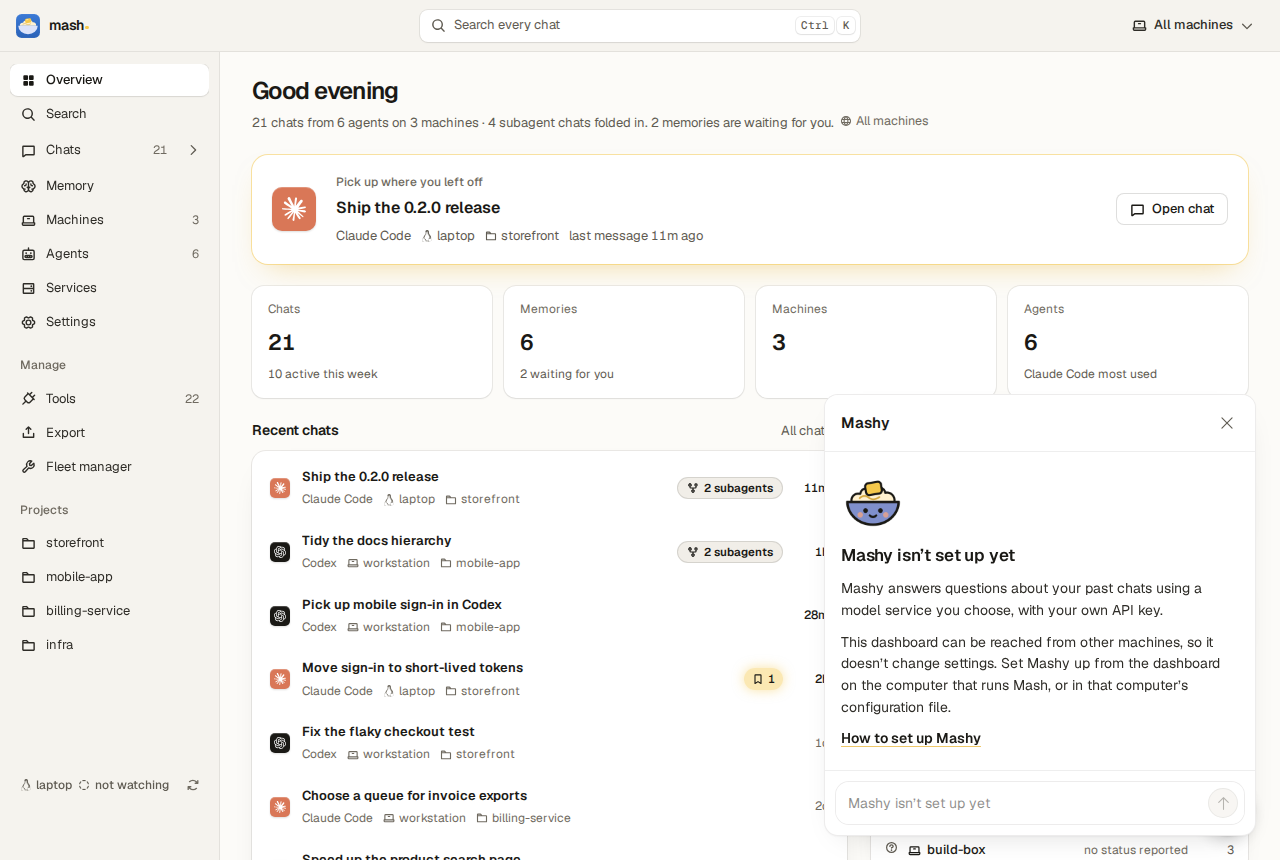 mash.
Search every chat
Ctrl K
All machines
Overview
Search
Chats 21
Memory
Machines 3
Agents 6
Services
Settings
Manage
Tools 22
Export
Fleet manager
Projects
storefront
mobile-app
billing-service
infra
laptop not watching
Good evening
21 chats from 6 agents on 3 machines · 4 subagent chats folded in. 2 memories are waiting for you. All machines
Pick up where you left off
Ship the 0.2.0 release
Claude Code laptop storefront last message 11m ago
Open chat
Chats
21
10 active this week
Memories
6
2 waiting for you
Machines
3
Agents
6
Claude Code most used
Recent chats
All chat
Ship the 0.2.0 release
Claude Code laptop storefront
2 subagents 11m
Tidy the docs hierarchy
Codex workstation mobile-app
2 subagents
Pick up mobile sign-in in Codex
Codex workstation mobile-app
28m
Move sign-in to short-lived tokens
Claude Code laptop storefront
1
Fix the flaky checkout test
Codex workstation storefront
Choose a queue for invoice exports
Claude Code workstation billing-service
Speed up the product search page
Mashy
Mashy isn't set up yet
Mashy answers questions about your past chats using a
model service you choose, with your own API key.
This dashboard can be reached from other machines, so it
doesn't change settings. Set Mashy up from the dashboard
on the computer that runs Mash, or in that computer's
configuration file.
How to set up Mashy
Mashy isn't set up yet
build-box no status reported 3